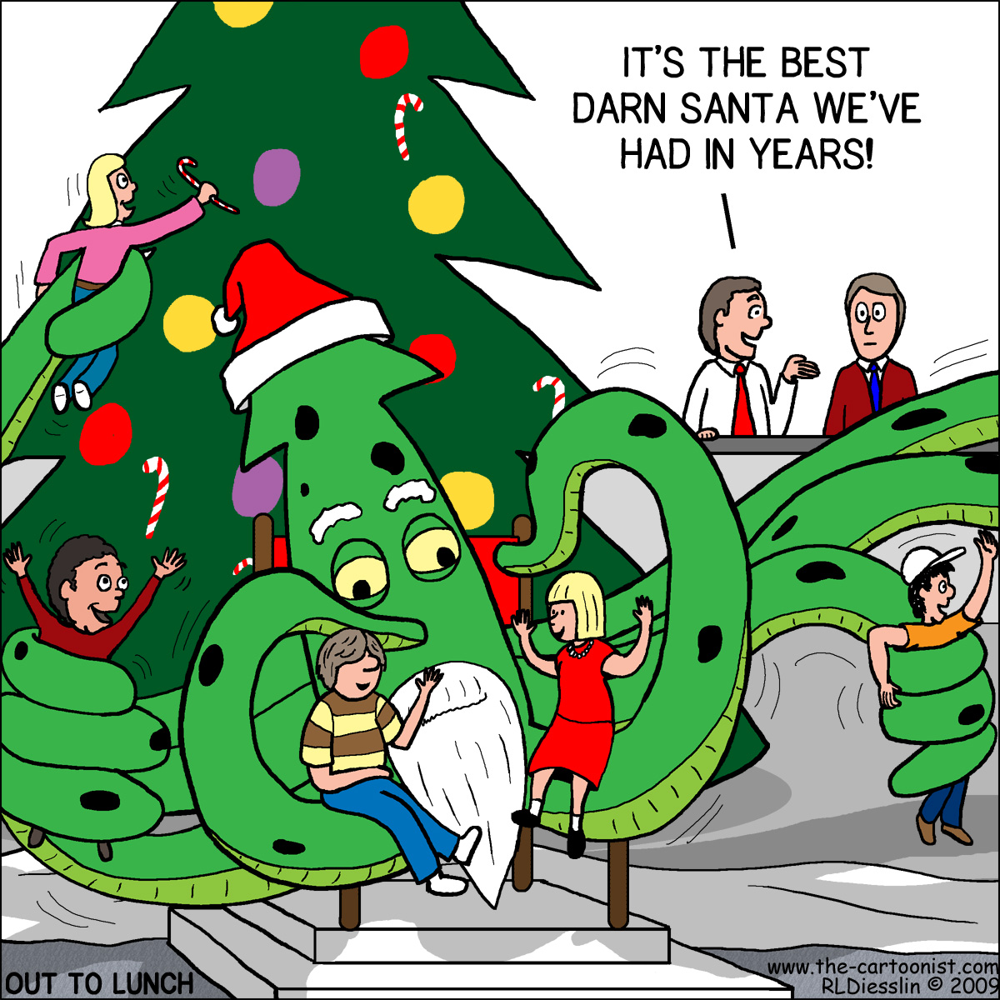 IT'S THE BEST
DARN SANTA WE'VE
HAD IN YEARS!
OUT TO LUNCH
www.the-cartoonist.com
RLDiesslin © 2009